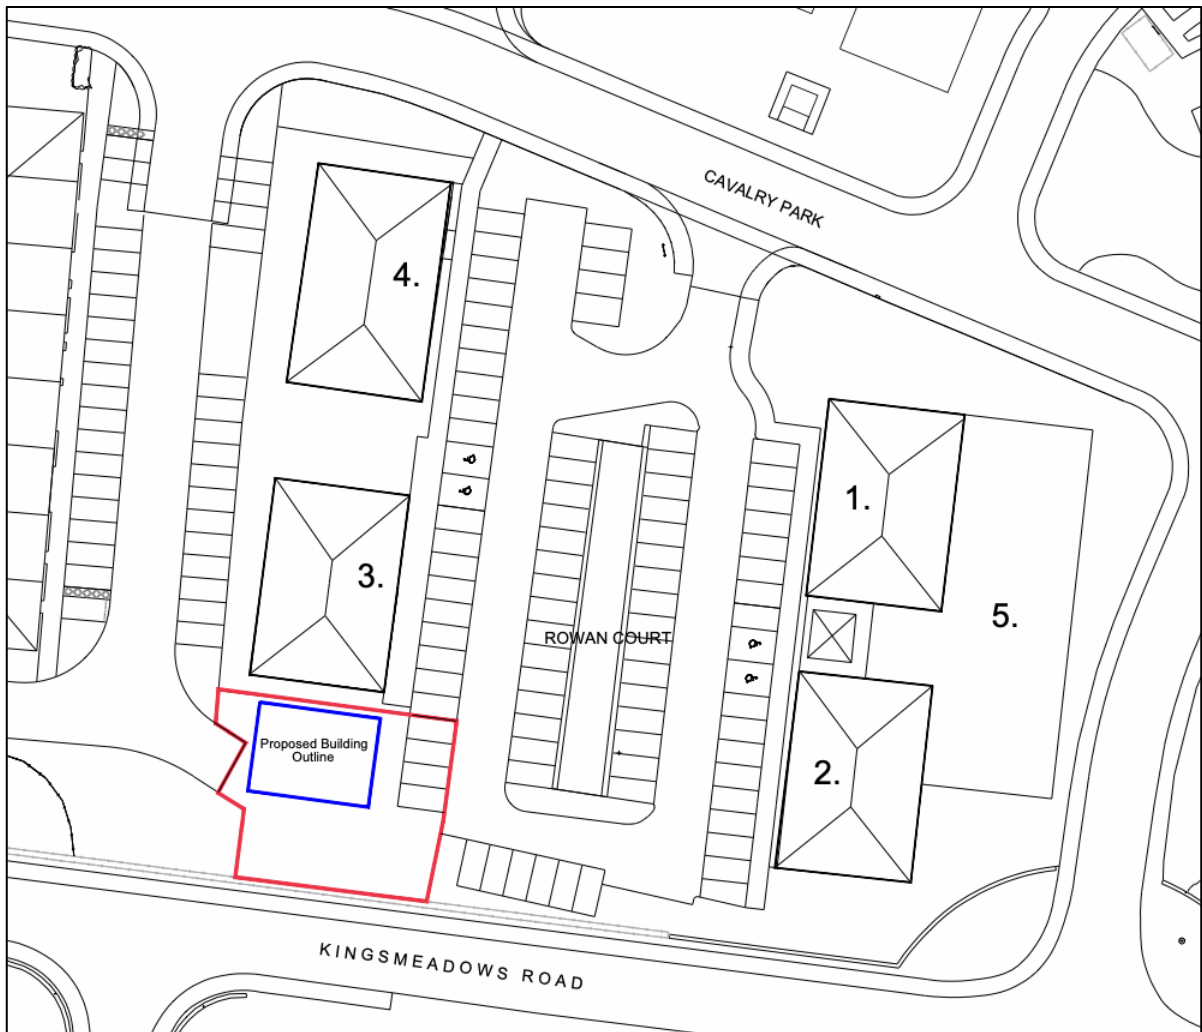 CAVALRY PARK
4.
1.
3.
5.
ROWAN COURT
Proposed Building
Outline
2.
KINGSMEADOWS ROAD